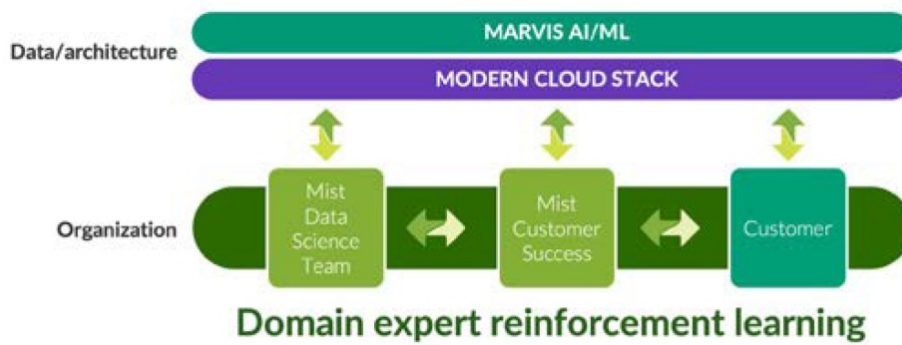 Data/architecture
MARVIS AI/ML
MODERN CLOUD STACK
Organization
Mist
Data
Science
Team
Mist
Customer
Success
Customer
Domain expert reinforcement learning